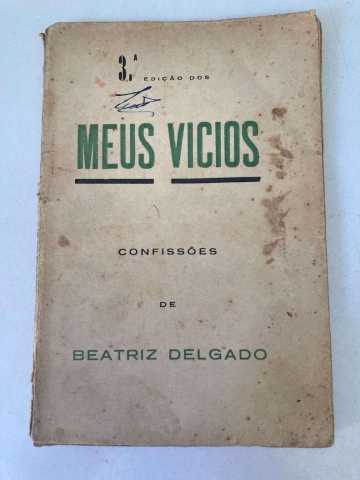 3.ª EDIÇÃO DOS
MEUS VICIOS
CONFISSÕES
DE
BEATRIZ DELGADO